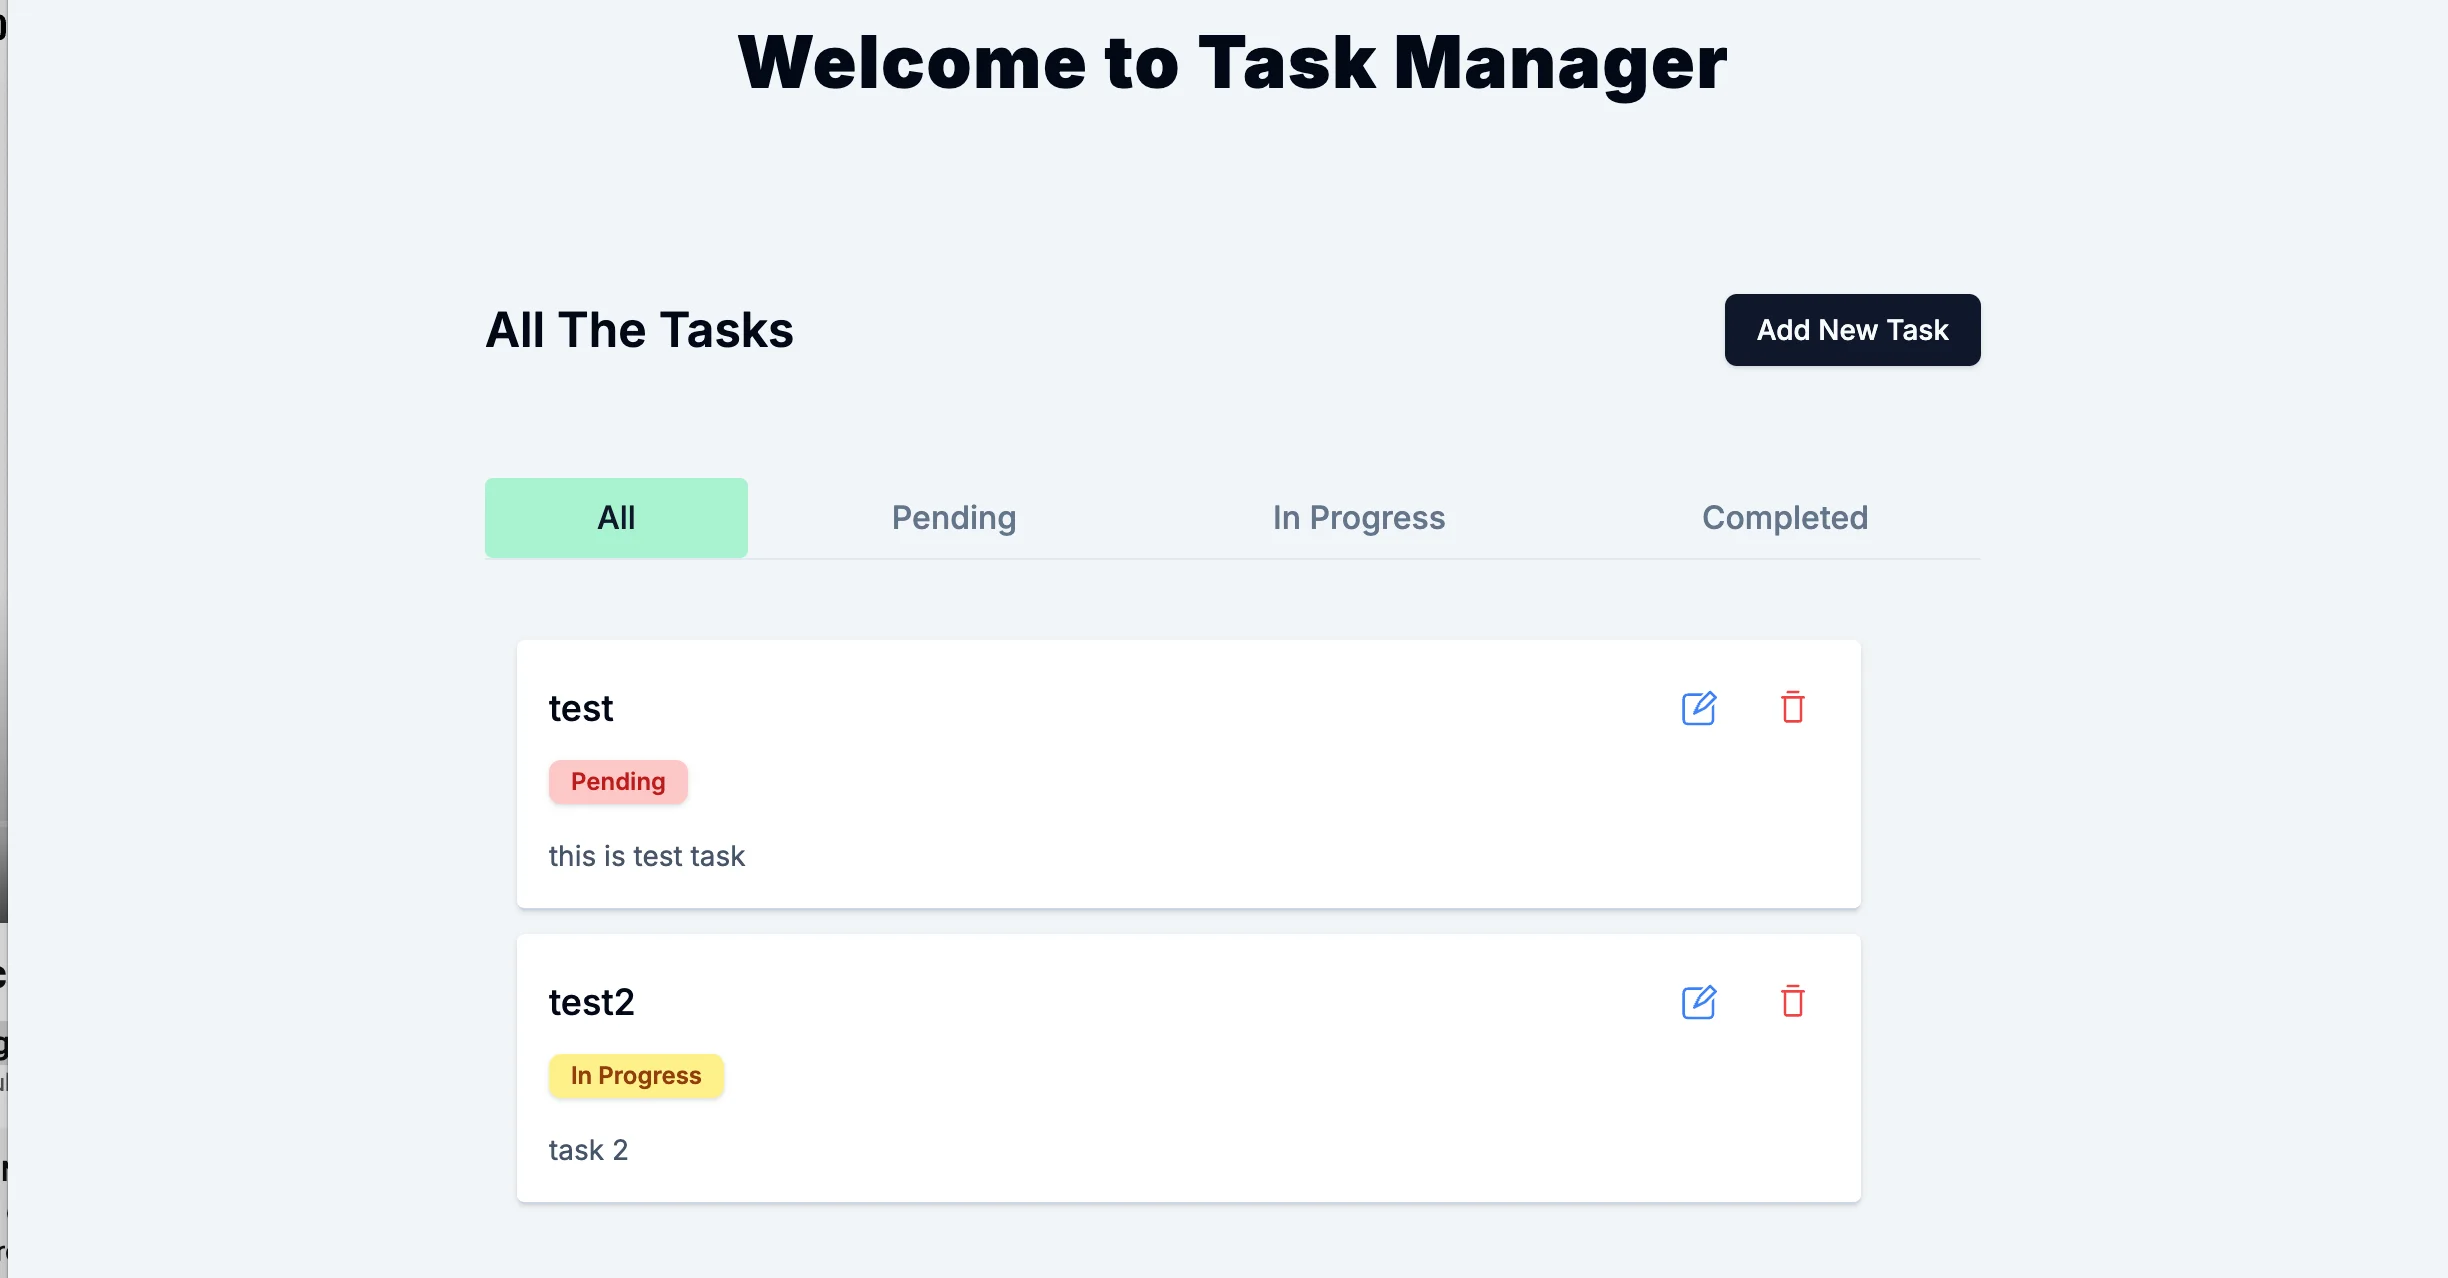 Welcome to Task Manager
All The Tasks
Add New Task
All
Pending
In Progress
Completed
test
Pending
this is test task
test2
In Progress
task 2